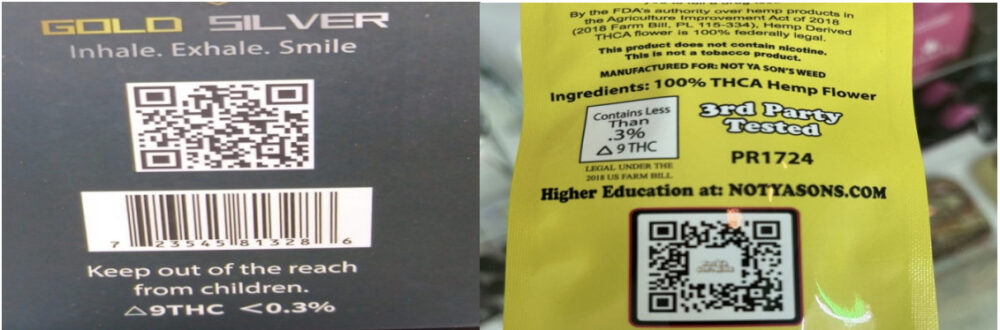 GOLD SILVER
Inhale. Exhale. Smile
7 23545 81328 6
Keep out of the reach
from children.
△9THC <0.3%
By the FDA's authority over hemp products in
the Agriculture Improvement Act of 2018
(2018 Farm Bill, PL 115-334), Hemp Derived
THCA flower is 100% federally legal.
This product does not contain nicotine.
This is not a tobacco product.
MANUFACTURED FOR: NOT YA SON'S WEED
Ingredients: 100% THCA Hemp Flower
Contains Less
Than
.3%
△ 9 THC
LEGAL UNDER THE
2018 US FARM BILL
3rd Party
Tested
PR1724
Higher Education at: NOTYASONS.COM